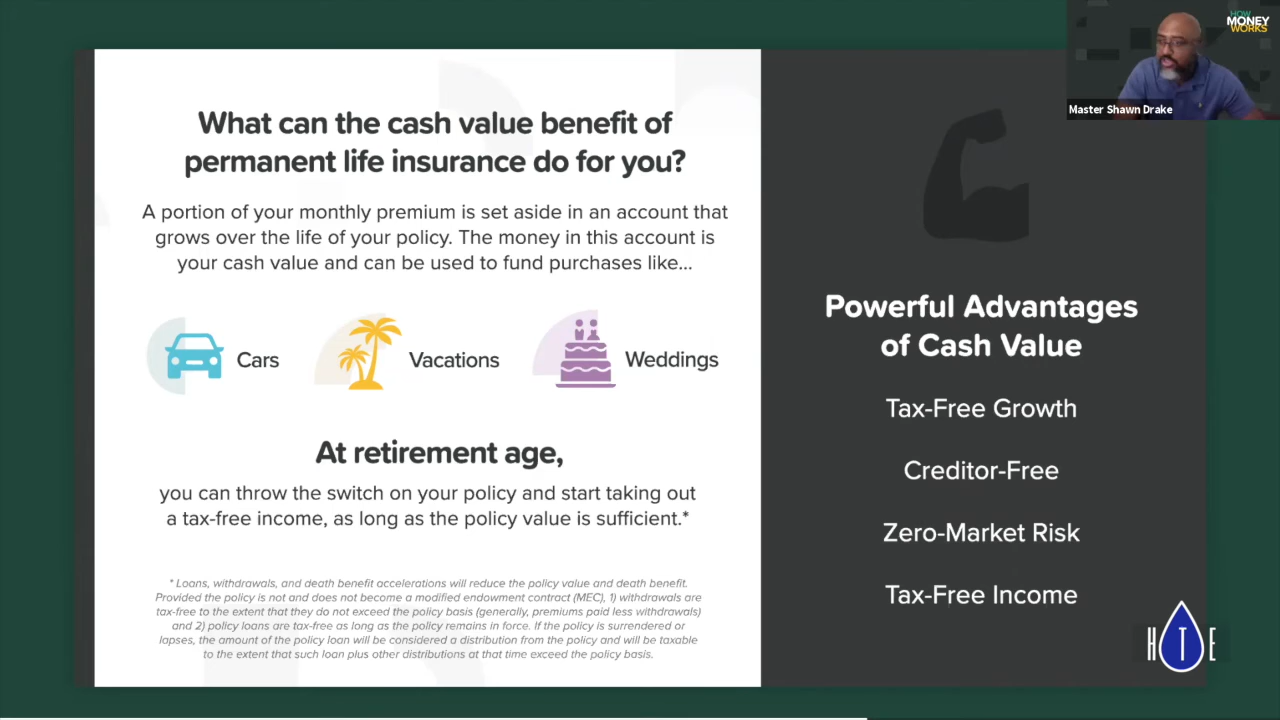 What can the cash value benefit of
permanent life insurance do for you?
A portion of your monthly premium is set aside in an account that
grows over the life of your policy. The money in this account is
your cash value and can be used to fund purchases like...
Cars
Vacations
Weddings
At retirement age,
you can throw the switch on your policy and start taking out
a tax-free income, as long as the policy value is sufficient.*
* Loans, withdrawals, and death benefit accelerations will reduce the policy value and death benefit.
Provided the policy is not and does not become a modified endowment contract (MEC), 1) withdrawals are
tax-free to the extent that they do not exceed the policy basis (generally, premiums paid less withdrawals)
and 2) policy loans are tax-free as long as the policy remains in force. If the policy is surrendered or
lapses, the amount of the policy loan will be considered a distribution from the policy and will be taxable
to the extent that such loan plus other distributions at that time exceed the policy basis.
HOW
MONEY
WORKS
Master Shawn Drake
Powerful Advantages
of Cash Value
Tax-Free Growth
Creditor-Free
Zero-Market Risk
Tax-Free Income
HTE